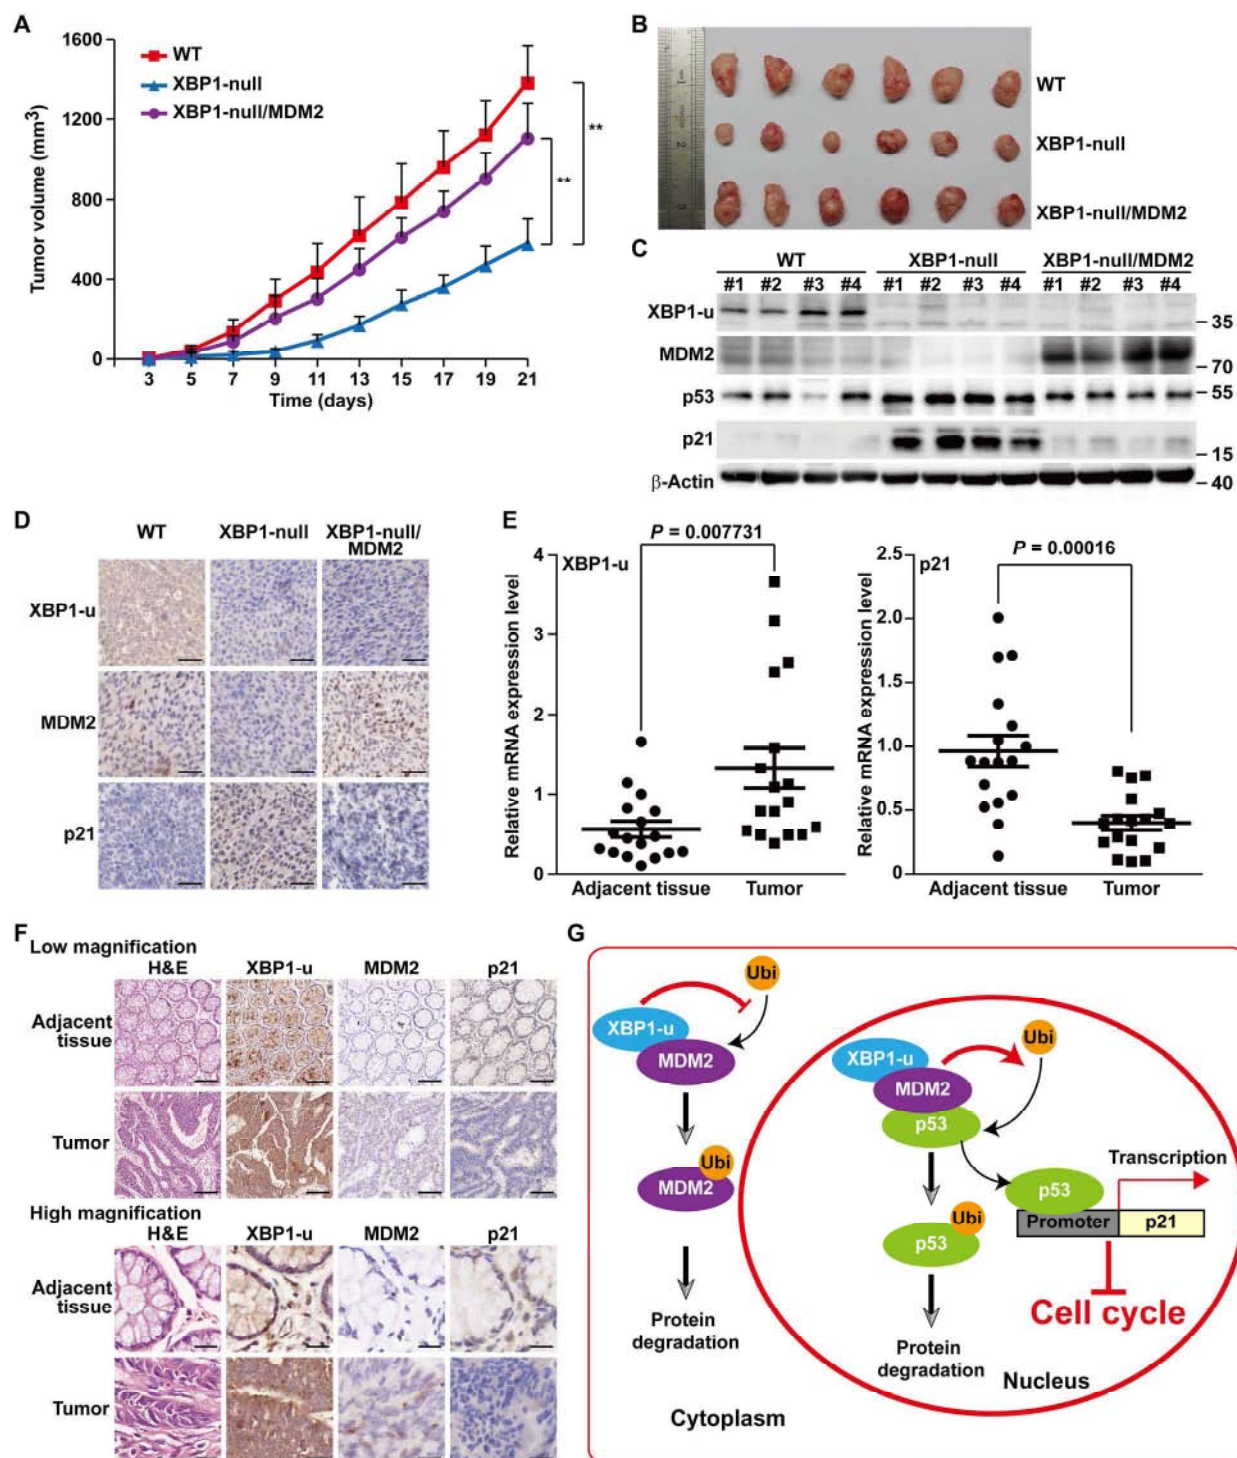 A
1600
1200
800
400
0
Tumor volume (mm³)
WT
XBP1-null
XBP1-null/MDM2
**
**
3 5 7 9 11 13 15 17 19 21
Time (days)
B
WT
XBP1-null
XBP1-null/MDM2
1
2
3
C
WT XBP1-null XBP1-null/MDM2
#1 #2 #3 #4 #1 #2 #3 #4 #1 #2 #3 #4
XBP1-u
35
MDM2
70
p53
55
p21
15
β-Actin
40
D
WT XBP1-null XBP1-null/
MDM2
XBP1-u
MDM2
p21
E
P = 0.007731
XBP1-u
Relative mRNA expression level
4
3
2
1
0
Adjacent tissue Tumor
P = 0.00016
p21
Relative mRNA expression level
2.5
2.0
1.5
1.0
0.5
0
Adjacent tissue Tumor
F
Low magnification
H&E XBP1-u MDM2 p21
Adjacent
tissue
Tumor
High magnification
H&E XBP1-u MDM2 p21
Adjacent
tissue
Tumor
G
Ubi
XBP1-u
MDM2
Ubi
MDM2
Protein
degradation
Cytoplasm
Ubi
XBP1-u
MDM2
p53
Ubi
p53
Protein
degradation
Transcription
p53
Promoter p21
Cell cycle
Nucleus